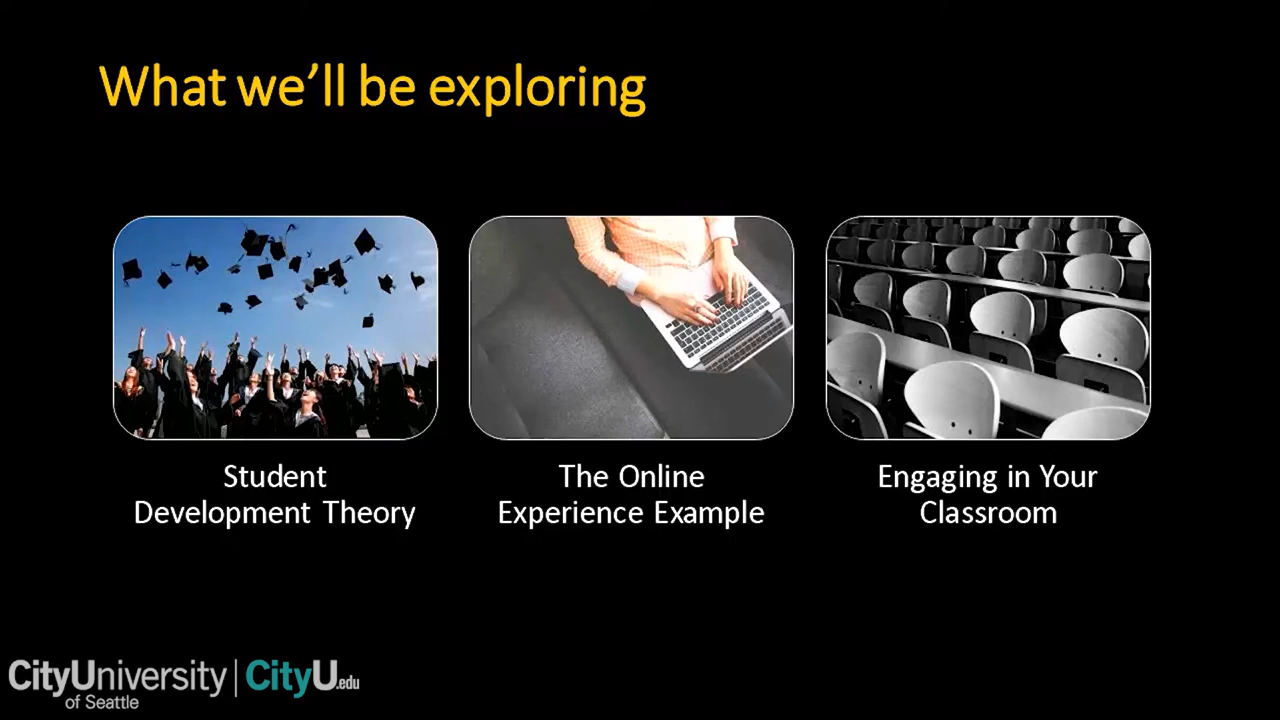 What we’ll be exploring
Student
Development Theory
The Online
Experience Example
Engaging in Your
Classroom
CityUniversity | CityU.edu
of Seattle